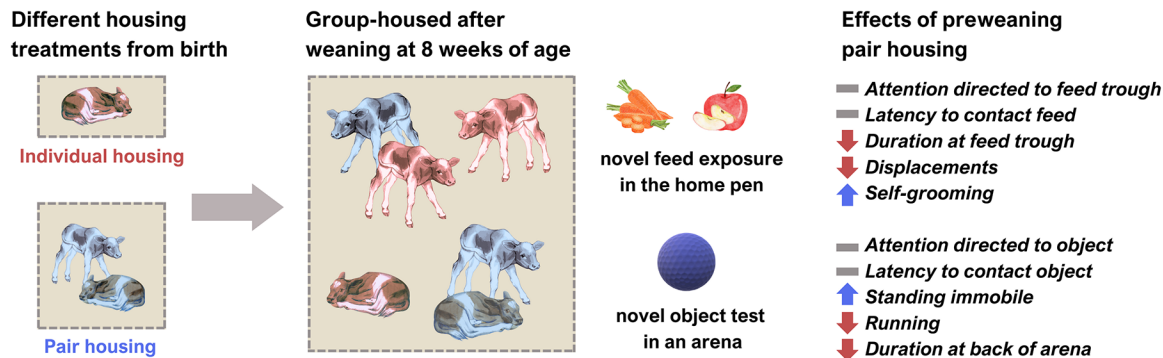 Different housing
treatments from birth
Individual housing
Pair housing
Group-housed after
weaning at 8 weeks of age
novel feed exposure
in the home pen
novel object test
in an arena
Effects of preweaning
pair housing
Attention directed to feed trough
Latency to contact feed
Duration at feed trough
Displacements
Self-grooming
Attention directed to object
Latency to contact object
Standing immobile
Running
Duration at back of arena